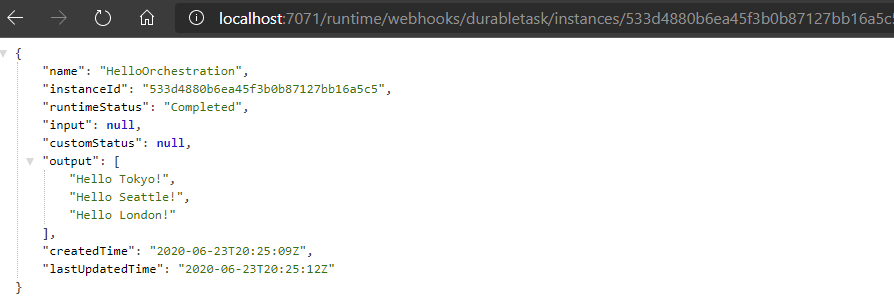 localhost:7071/runtime/webhooks/durabletask/instances/533d4880b6ea45f3b0b87127bb16a5c5
{
"name": "HelloOrchestration",
"instanceId": "533d4880b6ea45f3b0b87127bb16a5c5",
"runtimeStatus": "Completed",
"input": null,
"customStatus": null,
"output": [
"Hello Tokyo!",
"Hello Seattle!",
"Hello London!"
],
"createdTime": "2020-06-23T20:25:09Z",
"lastUpdatedTime": "2020-06-23T20:25:12Z"
}